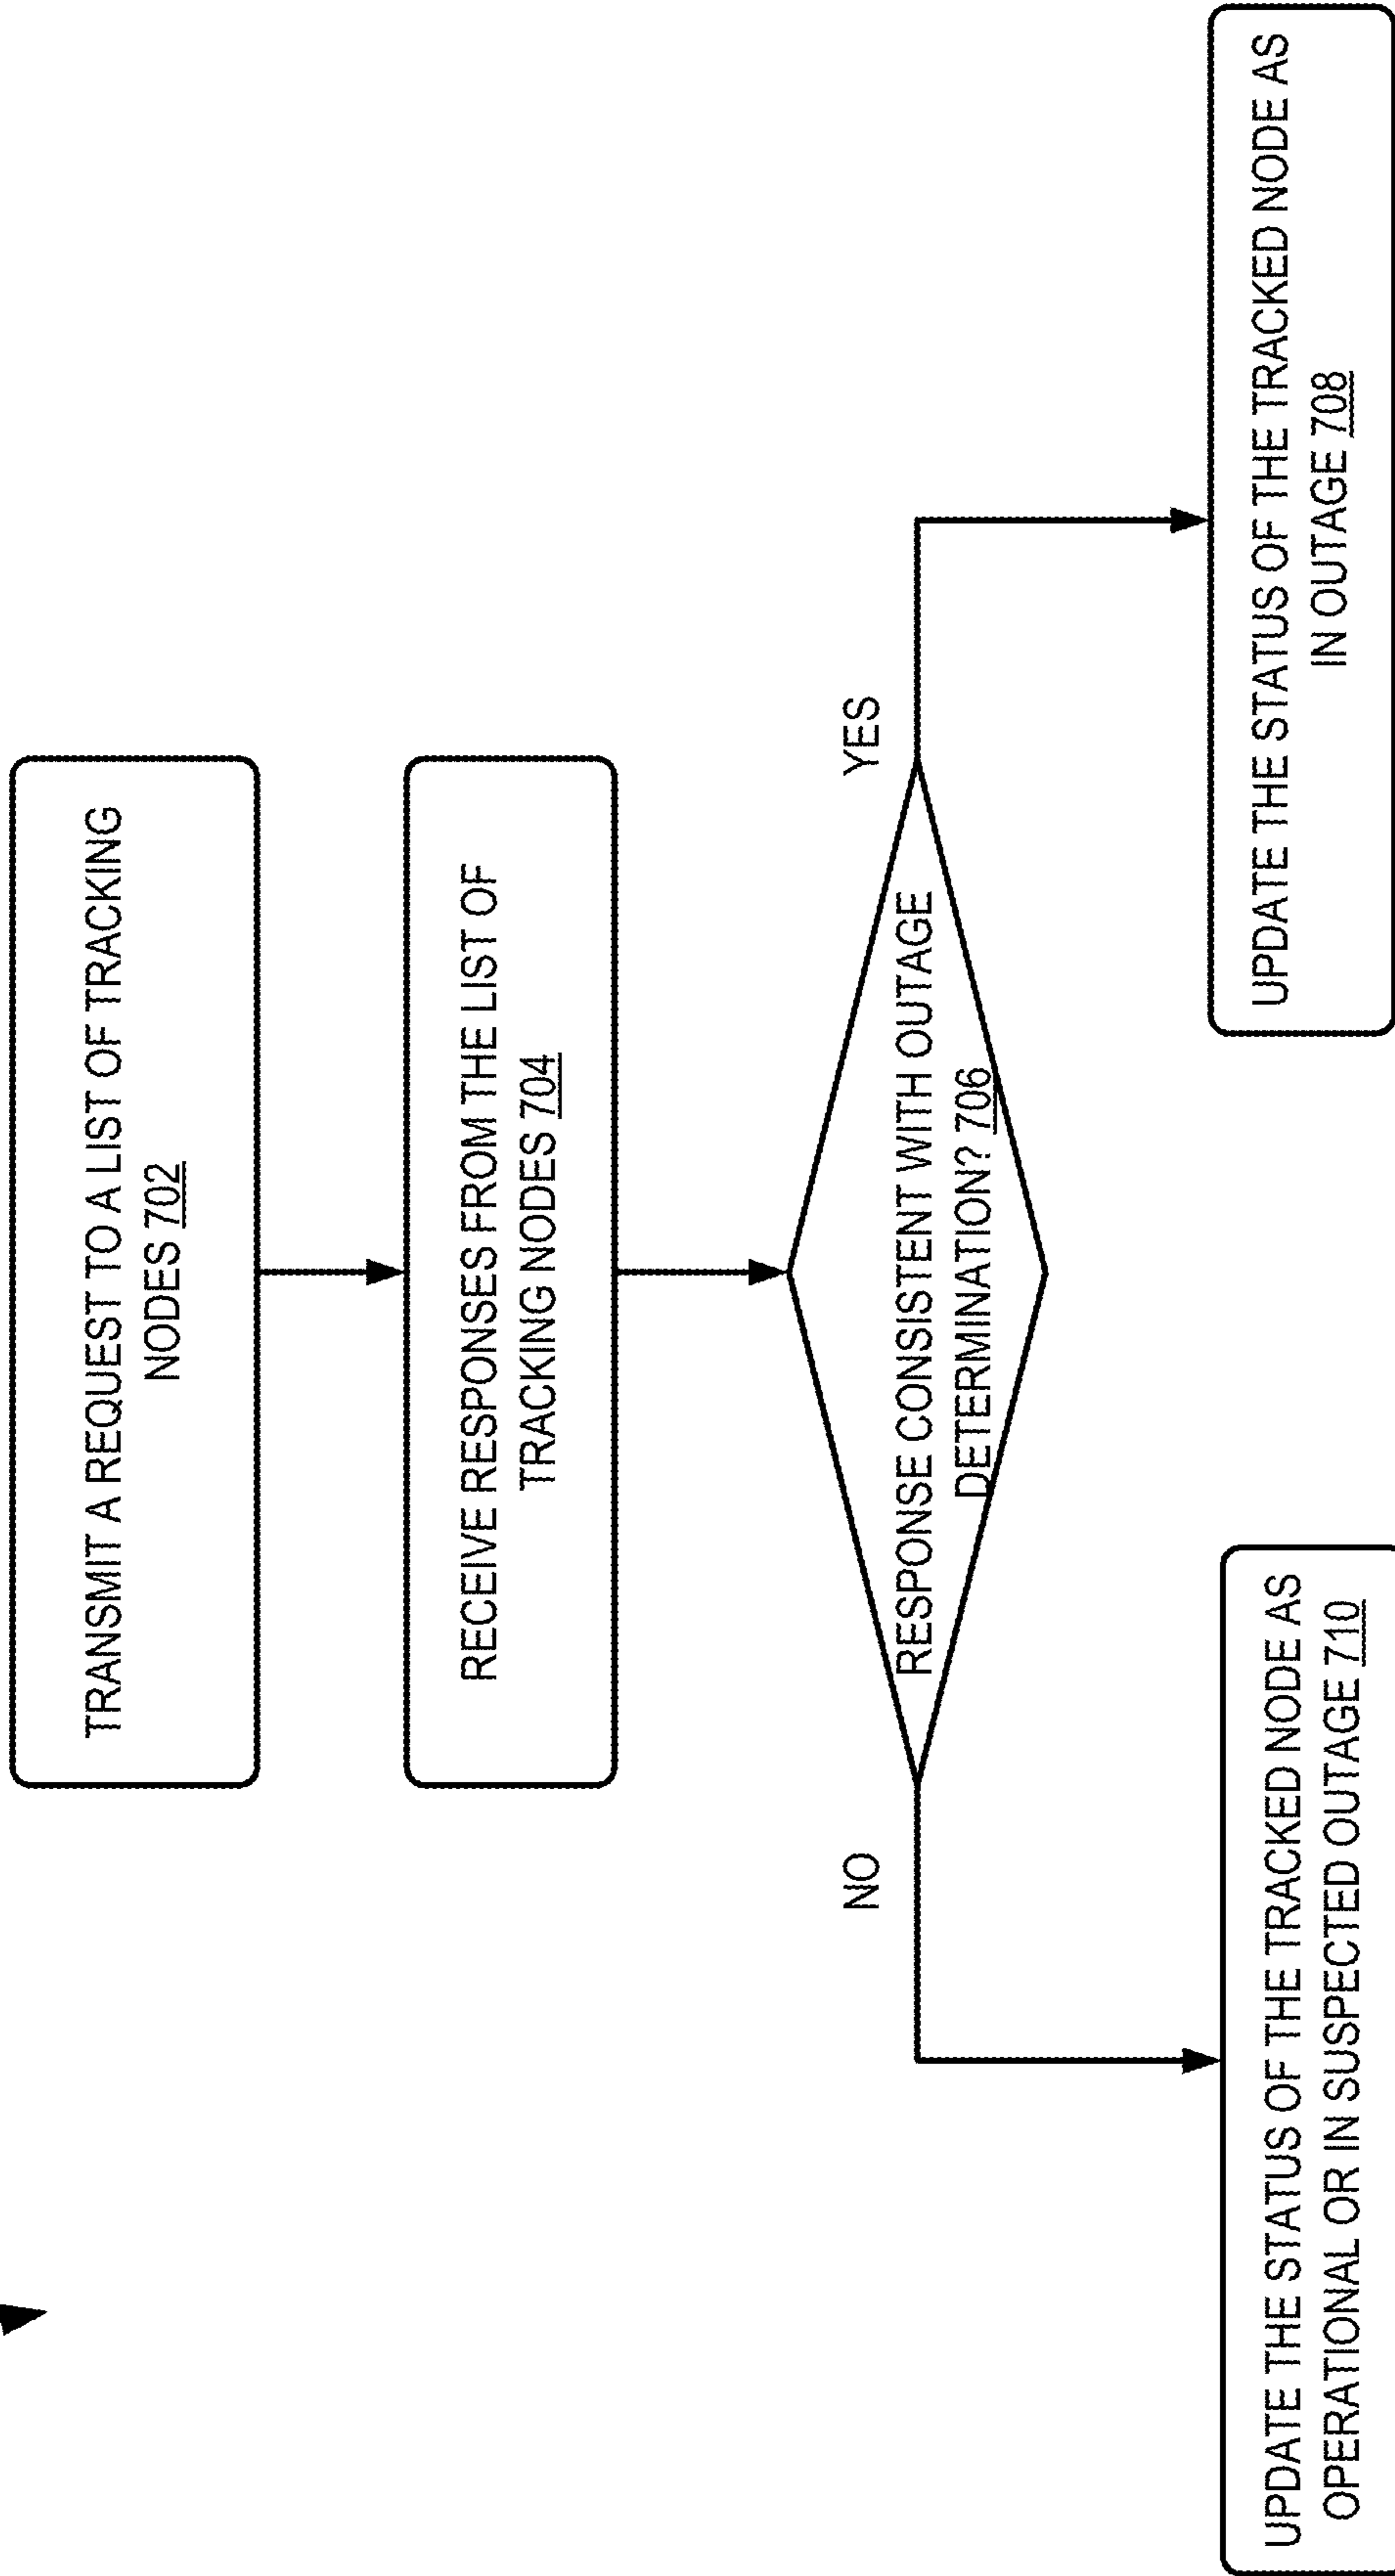 TRANSMIT A REQUEST TO A LIST OF TRACKING
NODES 702
RECEIVE RESPONSES FROM THE LIST OF
TRACKING NODES 704
RESPONSE CONSISTENT WITH OUTAGE
DETERMINATION? 706
NO
YES
UPDATE THE STATUS OF THE TRACKED NODE AS
OPERATIONAL OR IN SUSPECTED OUTAGE 710
UPDATE THE STATUS OF THE TRACKED NODE AS
IN OUTAGE 708